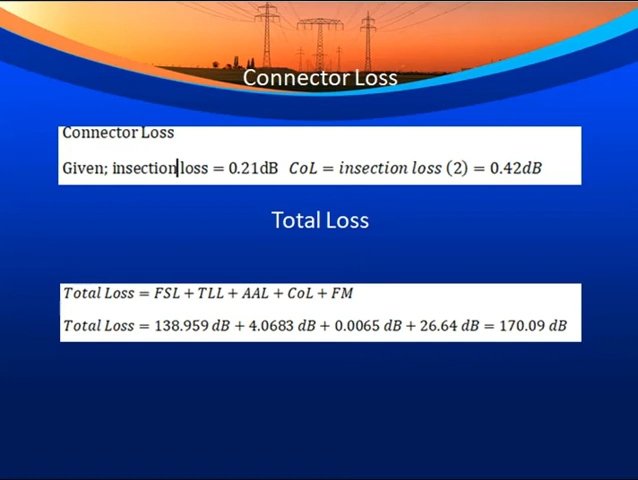 Connector Loss
Connector Loss
Given; insection loss = 0.21dB CoL = insection loss (2) = 0.42dB
Total Loss
Total Loss = FSL + TLL + AAL + CoL + FM
Total Loss = 138.959 dB + 4.0683 dB + 0.0065 dB + 26.64 dB = 170.09 dB